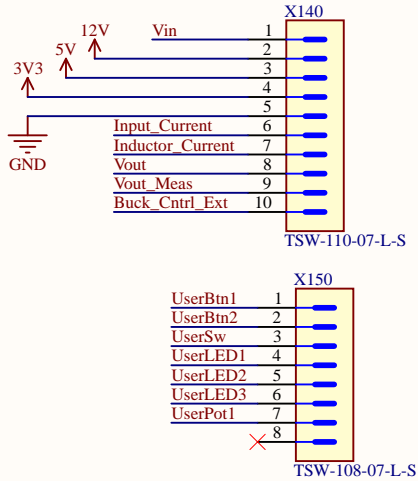 X140
12V
Vin
1
5V
2
3V3
3
4
5
Input_Current
6
GND
Inductor_Current
7
Vout
8
Vout_Meas
9
Buck_Cntrl_Ext
10
TSW-110-07-L-S
X150
UserBtn1
1
UserBtn2
2
UserSw
3
UserLED1
4
UserLED2
5
UserLED3
6
UserPot1
7
8
TSW-108-07-L-S